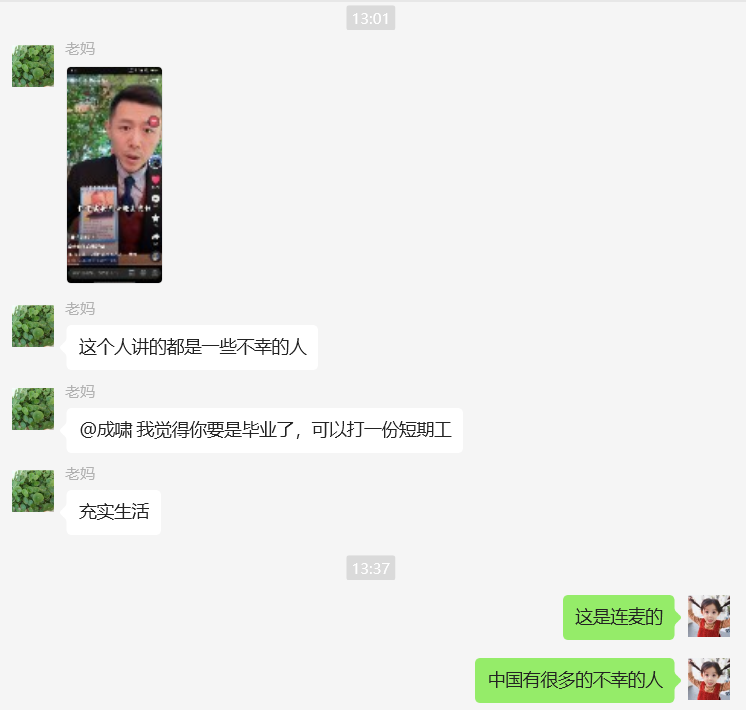 13:01
老妈
老妈
这个人讲的都是一些不幸的人
老妈
@成啸 我觉得你要是毕业了，可以打一份短期工
老妈
充实生活
13:37
这是连麦的
中国有很多的不幸的人